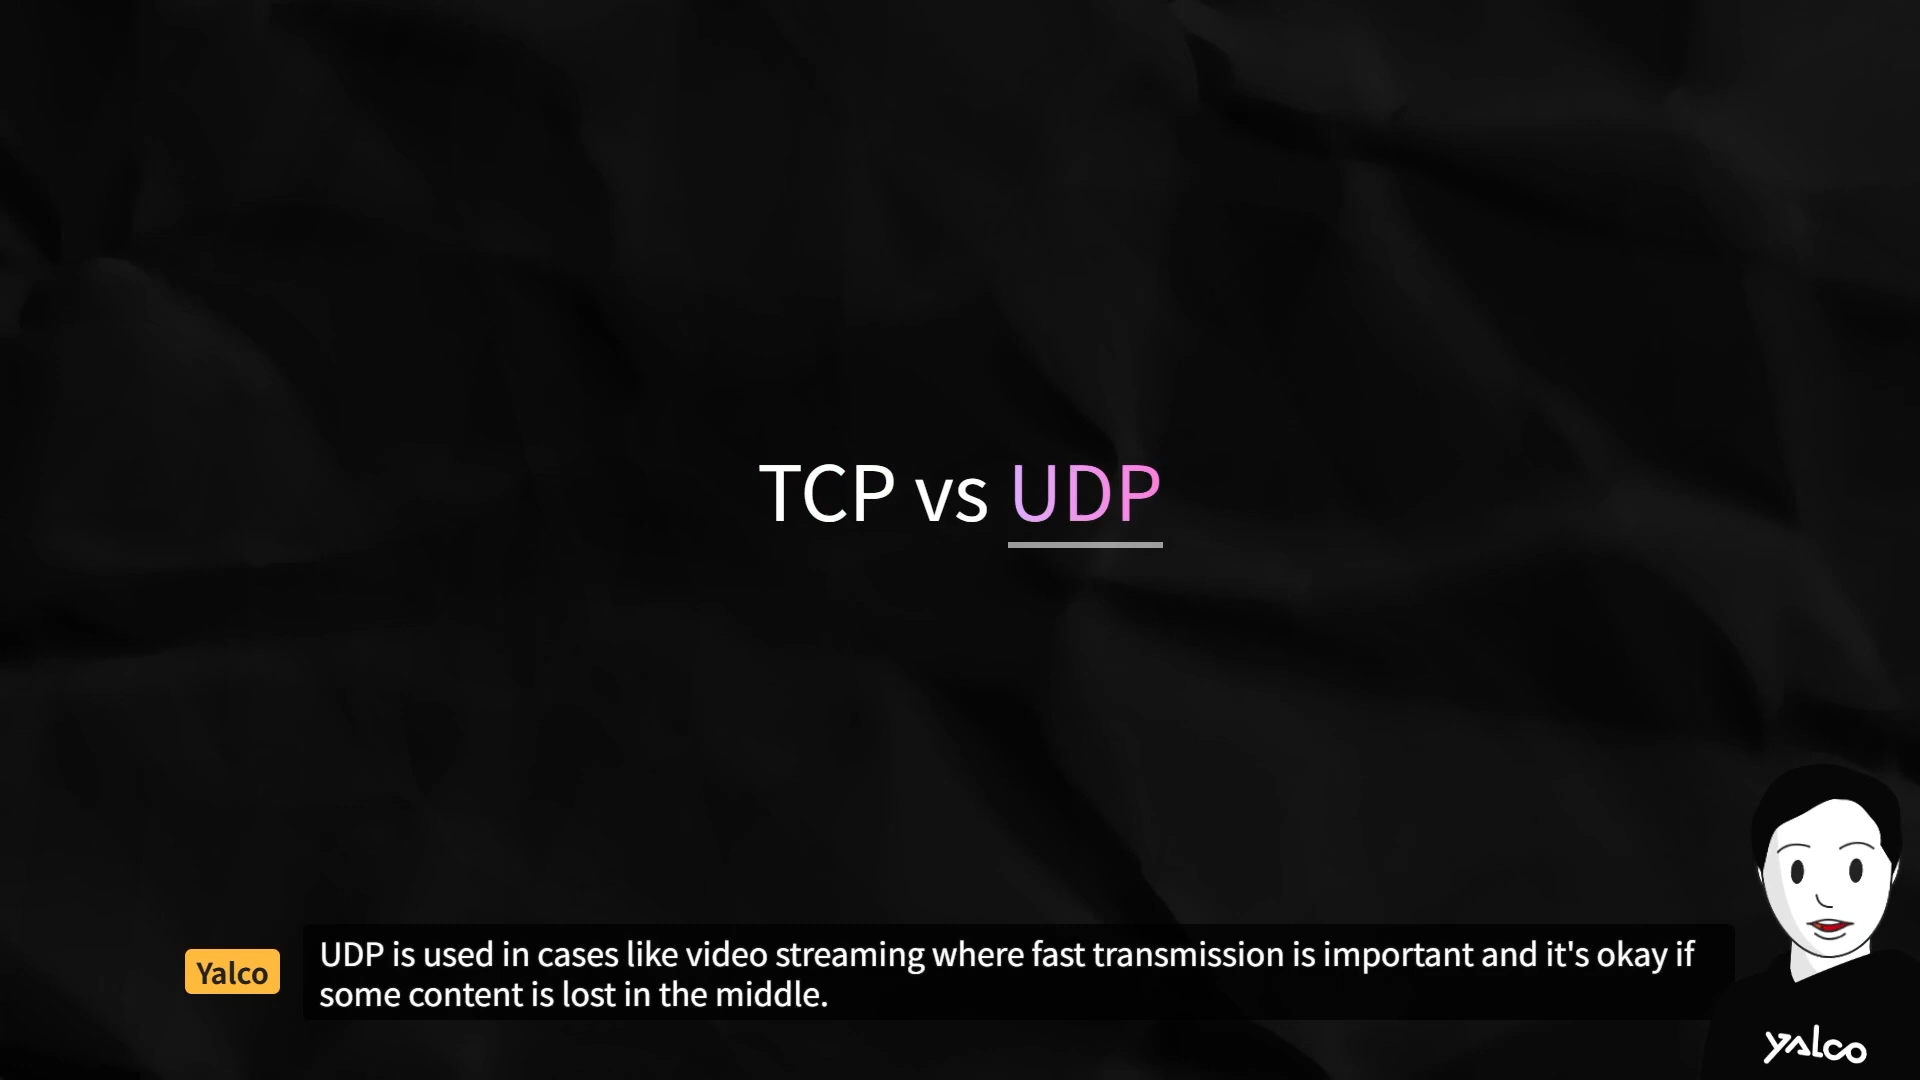 TCP vs UDP
Yalco
UDP is used in cases like video streaming where fast transmission is important and it's okay if
some content is lost in the middle.
yalco